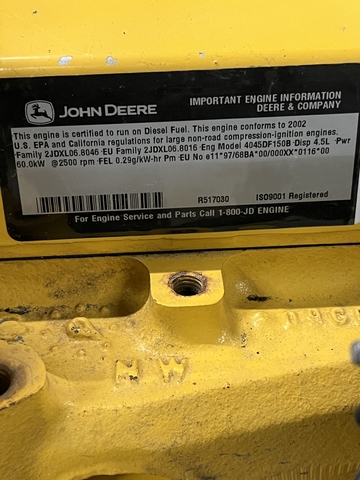 JOHN DEERE
IMPORTANT ENGINE INFORMATION
DEERE & COMPANY
This engine is certified to run on Diesel Fuel. This engine conforms to 2002
U.S. EPA and California regulations for large non-road compression-ignition engines.
Family 2JDXL06.8046·EU Family 2JDXL06.8016·Eng Model 4045DF150B·Disp 4.5L ·Pwr
60.0kW @2500 rpm·FEL 0.29g/kW-hr Pm·EU No e11*97/68BA*00/000XX*0116*00
R517030
ISO9001 Registered
For Engine Service and Parts Call 1-800-JD ENGINE